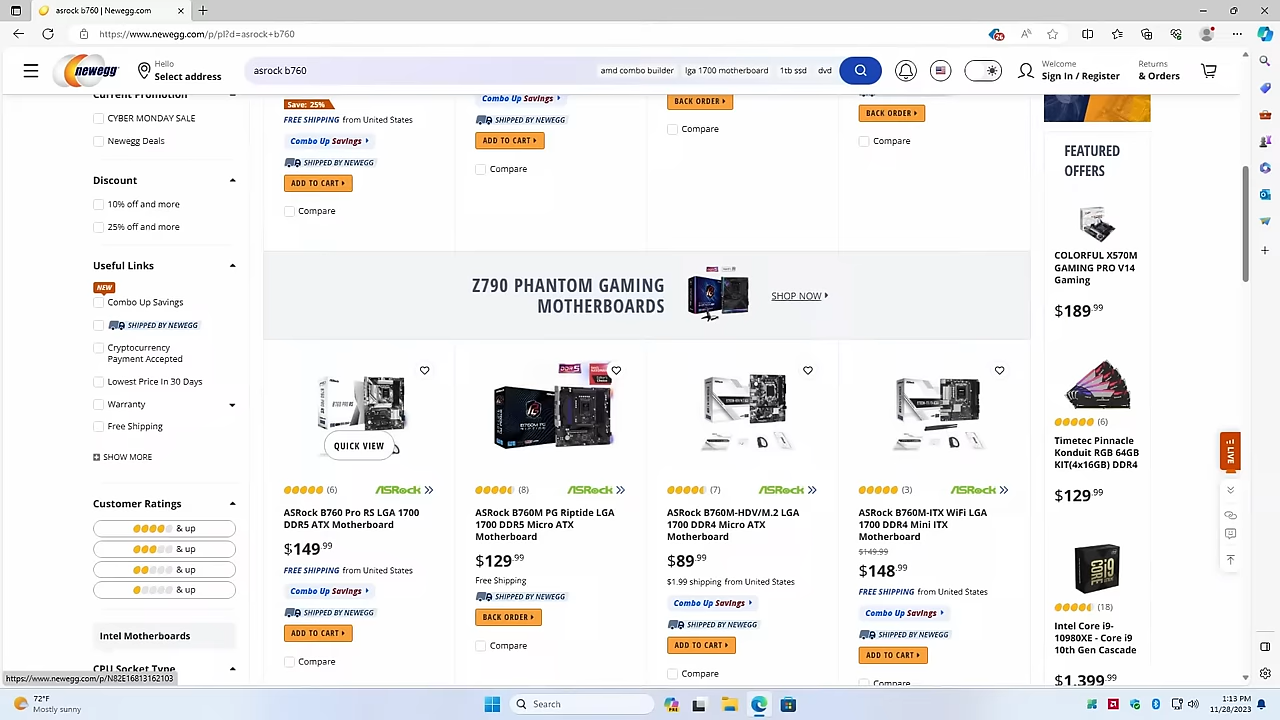 asrock b760 | Newegg.com
https://www.newegg.com/p/pl?d=asrock+b760
newegg
Hello
Select address
asrock b760
amd combo builder
lga 1700 motherboard
1tb ssd
dvd
Welcome
Sign In / Register
Returns
& Orders
Current Promotion
CYBER MONDAY SALE
Newegg Deals
Discount
10% off and more
25% off and more
Useful Links
NEW
Combo Up Savings
SHIPPED BY NEWEGG
Cryptocurrency
Payment Accepted
Lowest Price in 30 Days
Warranty
Free Shipping
SHOW MORE
Customer Ratings
& up
& up
& up
& up
Intel Motherboards
CPU Socket Type
https://www.newegg.com/p/N82E16813162103
Save: 25%
FREE SHIPPING from United States
Combo Up Savings
SHIPPED BY NEWEGG
ADD TO CART
Compare
Combo Up Savings
SHIPPED BY NEWEGG
ADD TO CART
Compare
BACK ORDER
Compare
BACK ORDER
Compare
Z790 PHANTOM GAMING
MOTHERBOARDS
SHOP NOW
QUICK VIEW
(6)
ASRock
ASRock B760 Pro RS LGA 1700
DDR5 ATX Motherboard
$149.99
FREE SHIPPING from United States
Combo Up Savings
SHIPPED BY NEWEGG
ADD TO CART
Compare
DDR5
(8)
ASRock
ASRock B760M PG Riptide LGA
1700 DDR5 Micro ATX
Motherboard
$129.99
Free Shipping
SHIPPED BY NEWEGG
BACK ORDER
Compare
(7)
ASRock
ASRock B760M-HDV/M.2 LGA
1700 DDR4 Micro ATX
Motherboard
$89.99
$1.99 shipping from United States
Combo Up Savings
SHIPPED BY NEWEGG
ADD TO CART
Compare
(3)
ASRock
ASRock B760M-ITX WiFi LGA
1700 DDR4 Mini ITX
Motherboard
$149.99
$148.99
FREE SHIPPING from United States
Combo Up Savings
SHIPPED BY NEWEGG
ADD TO CART
Compare
FEATURED
OFFERS
COLORFUL X570M
GAMING PRO V14
Gaming
$189.99
(6)
Timetec Pinnacle
Konduit RGB 64GB
KIT(4x16GB) DDR4
$129.99
i9
(18)
Intel Core i9-
10980XE - Core i9
10th Gen Cascade
$1,399.99
LIVE
72°F
Mostly sunny
Search
1:13 PM
11/28/2023